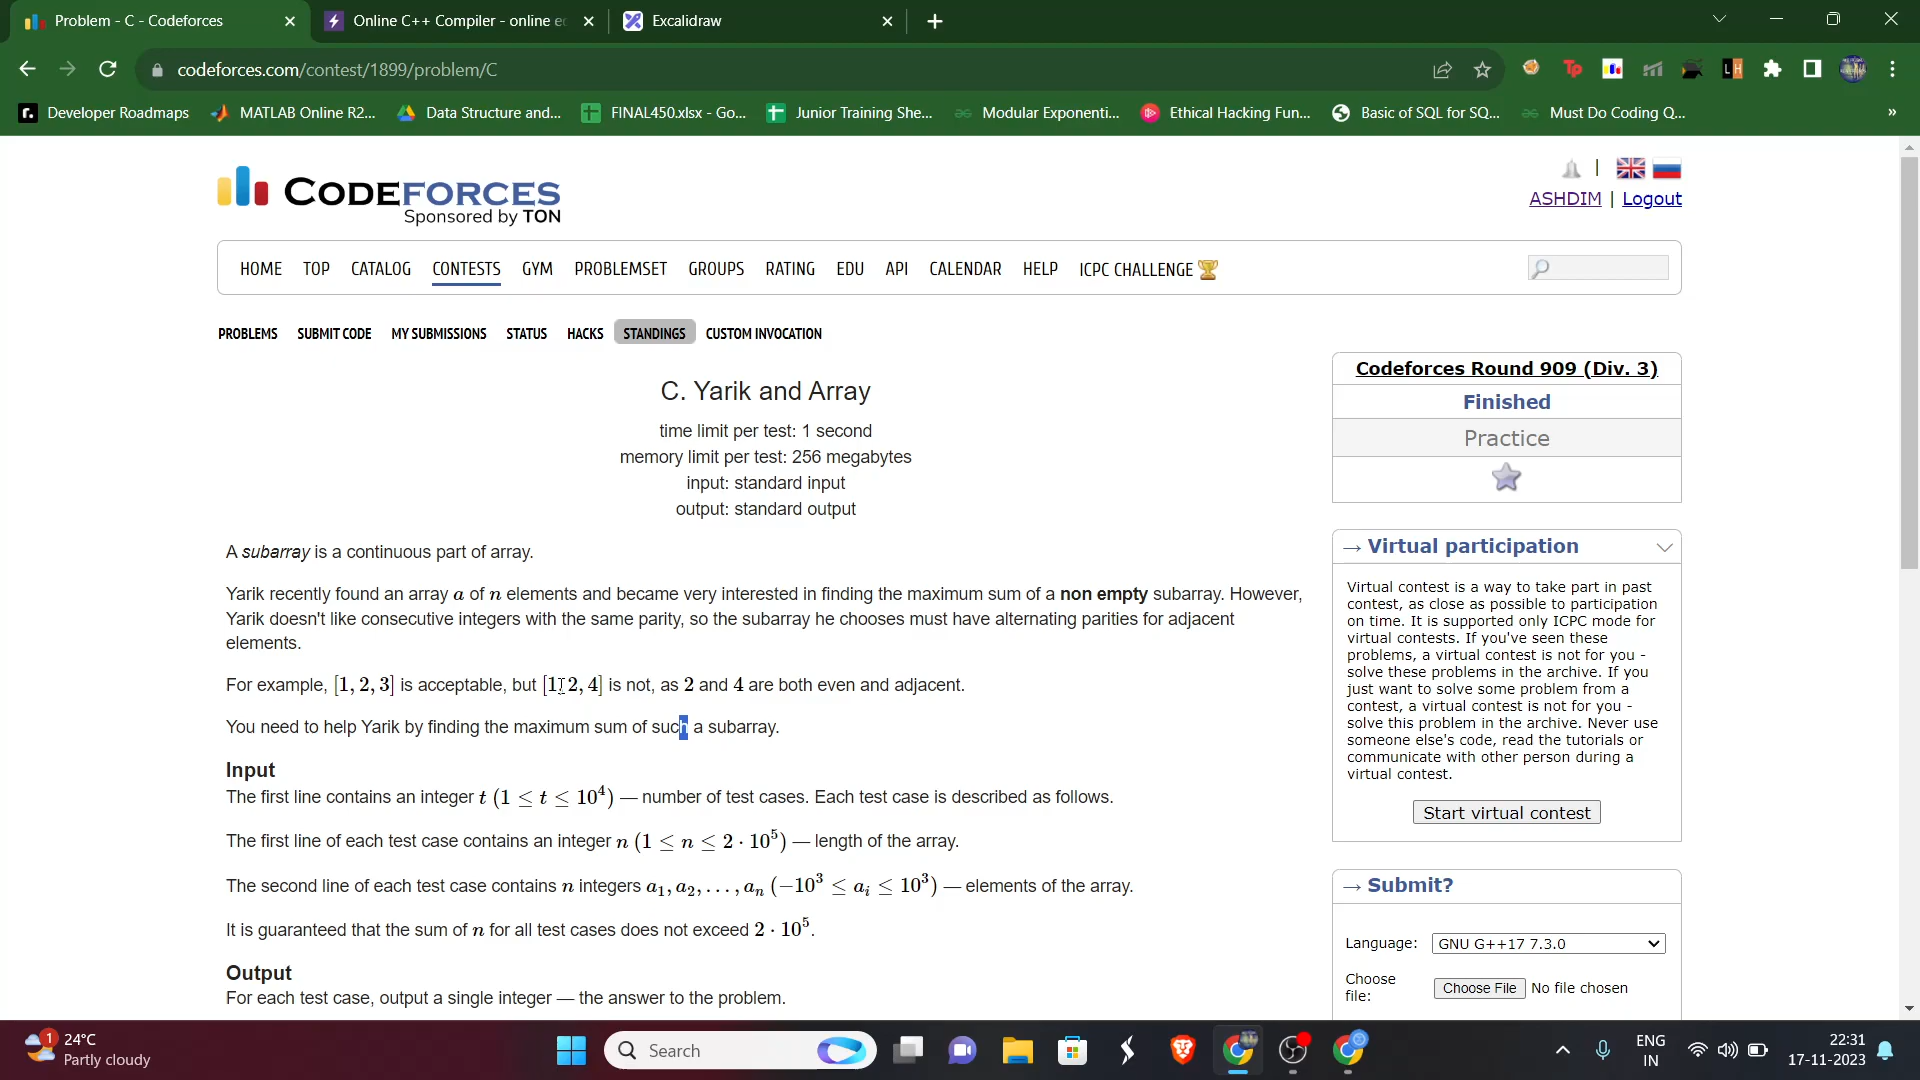 Problem - C - Codeforces
Online C++ Compiler - online e
Excalidraw
codeforces.com/contest/1899/problem/C
Tp
LH
Developer Roadmaps
MATLAB Online R2...
Data Structure and...
FINAL450.xlsx - Go...
Junior Training She...
Modular Exponenti...
Ethical Hacking Fun...
Basic of SQL for SQ...
Must Do Coding Q...
»
CODEFORCES
Sponsored by TON
|
ASHDIM | Logout
HOME TOP CATALOG CONTESTS GYM PROBLEMSET GROUPS RATING EDU API CALENDAR HELP ICPC CHALLENGE
PROBLEMS SUBMIT CODE MY SUBMISSIONS STATUS HACKS STANDINGS CUSTOM INVOCATION
C. Yarik and Array
time limit per test: 1 second
memory limit per test: 256 megabytes
input: standard input
output: standard output
A subarray is a continuous part of array.
Yarik recently found an array a of n elements and became very interested in finding the maximum sum of a non empty subarray. However,
Yarik doesn't like consecutive integers with the same parity, so the subarray he chooses must have alternating parities for adjacent
elements.
For example, [1, 2, 3] is acceptable, but [1, 2, 4] is not, as 2 and 4 are both even and adjacent.
You need to help Yarik by finding the maximum sum of such a subarray.
Input
The first line contains an integer t (1 ≤ t ≤ 10⁴) — number of test cases. Each test case is described as follows.
The first line of each test case contains an integer n (1 ≤ n ≤ 2 · 10⁵) — length of the array.
The second line of each test case contains n integers a₁, a₂, . . . , aₙ (−10³ ≤ aᵢ ≤ 10³) — elements of the array.
It is guaranteed that the sum of n for all test cases does not exceed 2 · 10⁵.
Output
For each test case, output a single integer — the answer to the problem.
Codeforces Round 909 (Div. 3)
Finished
Practice
→ Virtual participation
Virtual contest is a way to take part in past
contest, as close as possible to participation
on time. It is supported only ICPC mode for
virtual contests. If you've seen these
problems, a virtual contest is not for you -
solve these problems in the archive. If you
just want to solve some problem from a
contest, a virtual contest is not for you -
solve this problem in the archive. Never use
someone else's code, read the tutorials or
communicate with other person during a
virtual contest.
Start virtual contest
→ Submit?
Language: GNU G++17 7.3.0
Choose
file:
Choose File No file chosen
1
24°C
Partly cloudy
Search
ENG
IN
22:31
17-11-2023